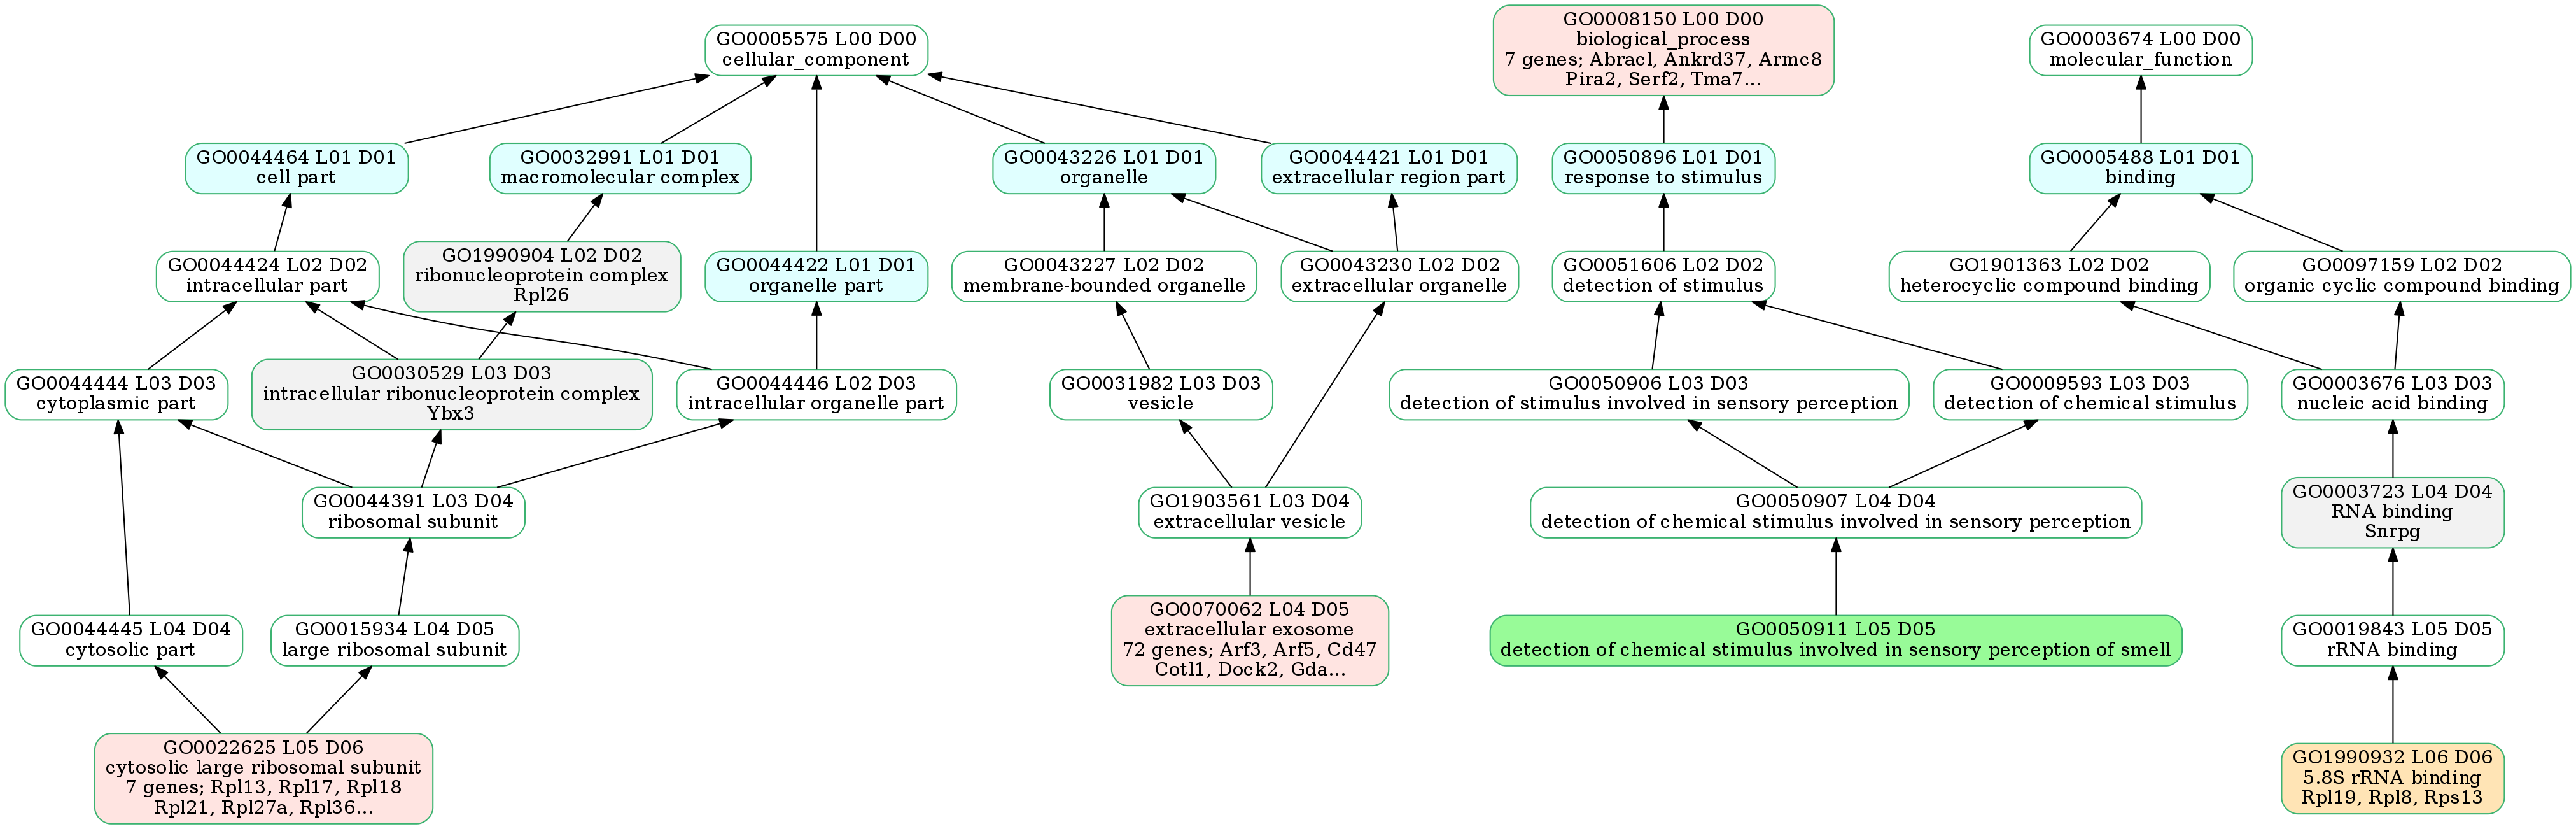 GO0005575 L00 D00
cellular_component
GO0008150 L00 D00
biological_process
7 genes; Abracl, Ankrd37, Armc8
Pira2, Serf2, Tma7...
GO0003674 L00 D00
molecular_function
GO0044464 L01 D01
cell part
GO0032991 L01 D01
macromolecular complex
GO0043226 L01 D01
organelle
GO0044421 L01 D01
extracellular region part
GO0050896 L01 D01
response to stimulus
GO0005488 L01 D01
binding
GO0044424 L02 D02
intracellular part
GO1990904 L02 D02
ribonucleoprotein complex
Rpl26
GO0044422 L01 D01
organelle part
GO0043227 L02 D02
membrane-bounded organelle
GO0043230 L02 D02
extracellular organelle
GO0051606 L02 D02
detection of stimulus
GO1901363 L02 D02
heterocyclic compound binding
GO0097159 L02 D02
organic cyclic compound binding
GO0044444 L03 D03
cytoplasmic part
GO0030529 L03 D03
intracellular ribonucleoprotein complex
Ybx3
GO0044446 L02 D03
intracellular organelle part
GO0031982 L03 D03
vesicle
GO0050906 L03 D03
detection of stimulus involved in sensory perception
GO0009593 L03 D03
detection of chemical stimulus
GO0003676 L03 D03
nucleic acid binding
GO0044391 L03 D04
ribosomal subunit
GO1903561 L03 D04
extracellular vesicle
GO0050907 L04 D04
detection of chemical stimulus involved in sensory perception
GO0003723 L04 D04
RNA binding
Snrpg
GO0044445 L04 D04
cytosolic part
GO0015934 L04 D05
large ribosomal subunit
GO0070062 L04 D05
extracellular exosome
72 genes; Arf3, Arf5, Cd47
Cotl1, Dock2, Gda...
GO0050911 L05 D05
detection of chemical stimulus involved in sensory perception of smell
GO0019843 L05 D05
rRNA binding
GO0022625 L05 D06
cytosolic large ribosomal subunit
7 genes; Rpl13, Rpl17, Rpl18
Rpl21, Rpl27a, Rpl36...
GO1990932 L06 D06
5.8S rRNA binding
Rpl19, Rpl8, Rps13